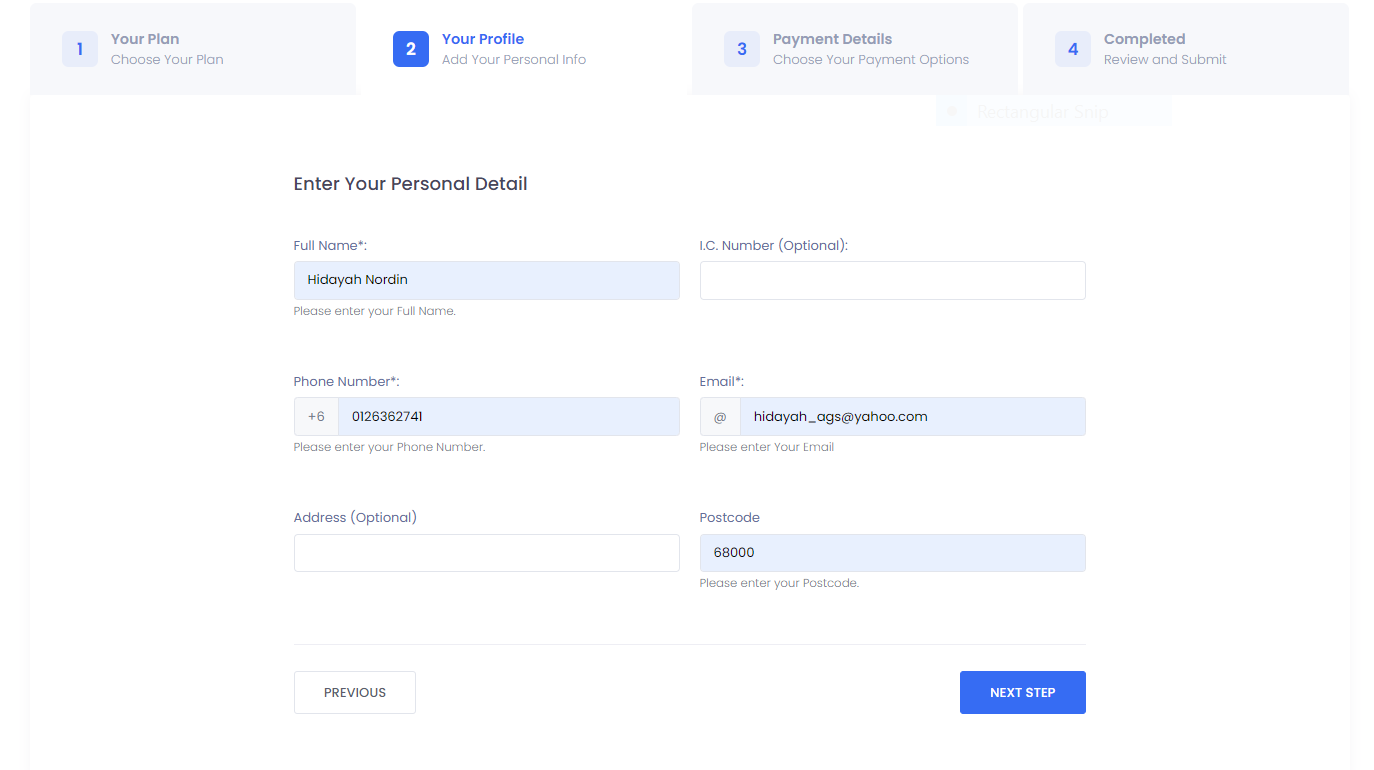 1 Your Plan
Choose Your Plan
2 Your Profile
Add Your Personal Info
3 Payment Details
Choose Your Payment Options
4 Completed
Review and Submit
Rectangular Snip
Enter Your Personal Detail
Full Name*:
Hidayah Nordin
Please enter your Full Name.
I.C. Number (Optional):
Phone Number*:
+6 0126362741
Please enter your Phone Number.
Email*:
@ hidayah_ags@yahoo.com
Please enter Your Email
Address (Optional)
Postcode
68000
Please enter your Postcode.
PREVIOUS
NEXT STEP